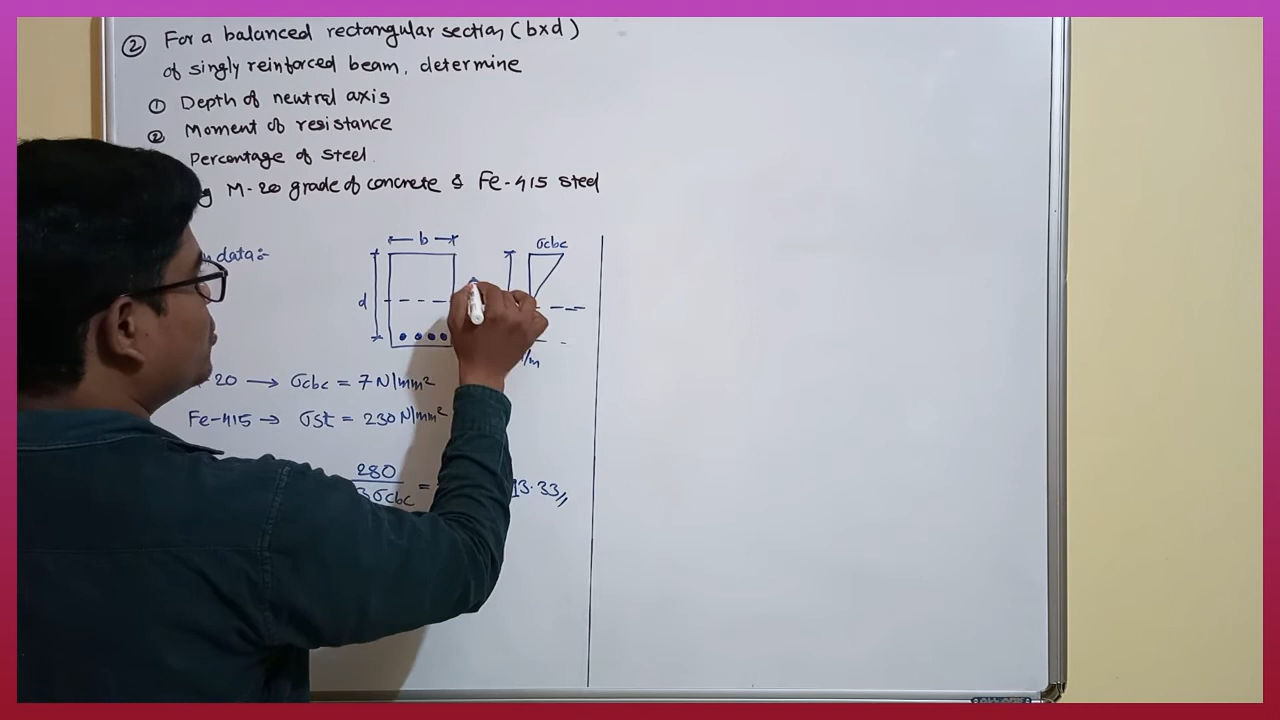 ② For a balanced rectangular section (b×d)
of singly reinforced beam, determine
① Depth of neutral axis
② Moment of resistance
Percentage of steel.
M-20 grade of concrete & Fe-415 steel
data:-
b
σcbc
d
/m
20 → σcbc = 7 N/mm²
Fe-415 → σst = 230 N/mm²
280
σcbc
=
13.33